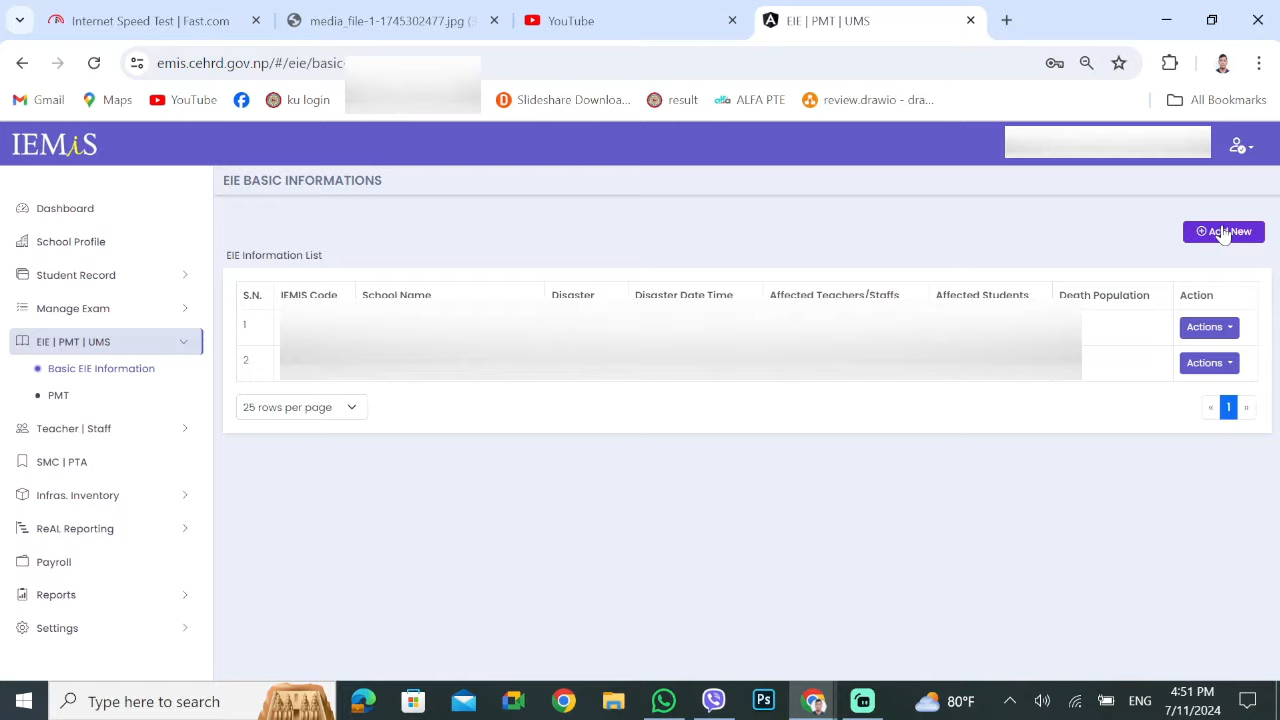 Internet Speed Test | Fast.com
media_file-1-1745302477.jpg (S
YouTube
EIE | PMT | UMS
emis.cehrd.gov.np/#/eie/basic
Gmail
Maps
YouTube
ku login
Slideshare Downloa...
result
ALFA PTE
review.drawio - dra...
All Bookmarks
IEMiS
EIE BASIC INFORMATIONS
Dashboard
School Profile
Student Record
Manage Exam
EIE | PMT | UMS
Basic EIE Information
PMT
Teacher | Staff
SMC | PTA
Infras. Inventory
ReAL Reporting
Payroll
Reports
Settings
Add New
EIE Information List
S.N. IEMIS Code School Name Disaster Disaster Date Time Affected Teachers/Staffs Affected Students Death Population Action
1 Actions
2 Actions
25 rows per page
« 1 »
Type here to search
80°F
ENG
4:51 PM
7/11/2024